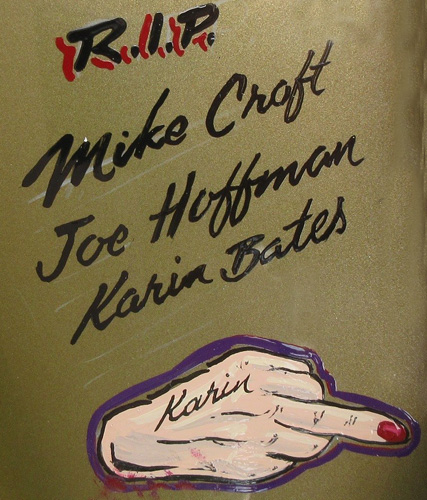 R.I.P.
Mike Croft
Joe Hoffman
Karin Bates
Karin